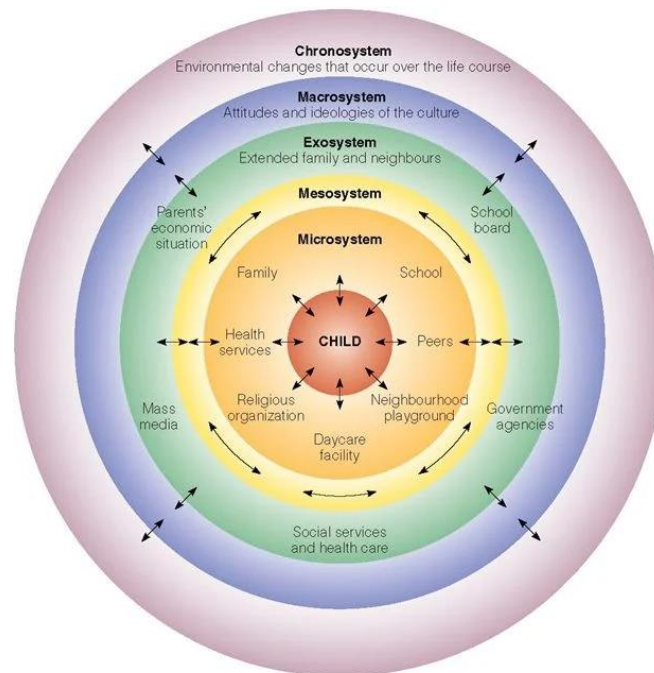 Chronosystem
Environmental changes that occur over the life course
Macrosystem
Attitudes and ideologies of the culture
Exosystem
Extended family and neighbours
Mesosystem
Parents'
economic
situation
School
board
Microsystem
Family
School
Health
services
CHILD
Peers
Religious
organization
Neighbourhood
playground
Daycare
facility
Mass
media
Government
agencies
Social services
and health care